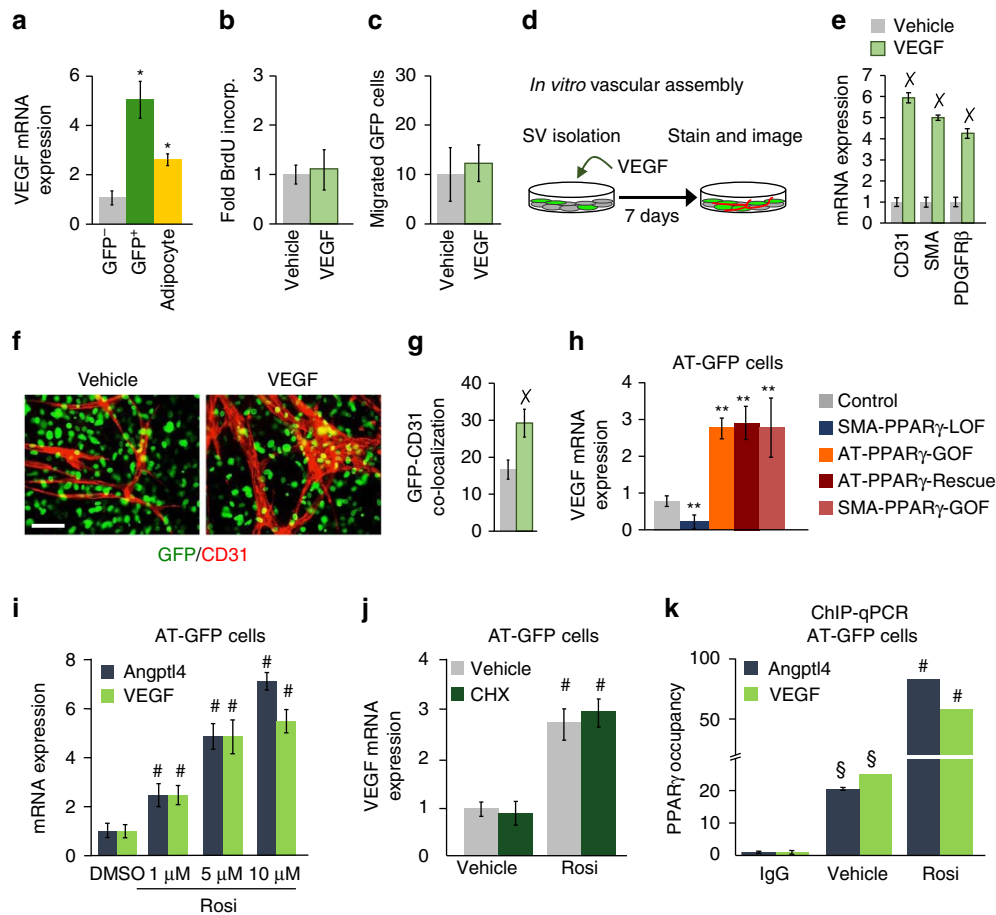 a
VEGF mRNA
expression
6
4
2
0
*
*
GFP⁻
GFP⁺
Adipocyte
b
Fold BrdU incorp.
3
2
1
0
Vehicle
VEGF
c
Migrated GFP cells
30
20
10
0
Vehicle
VEGF
d
In vitro vascular assembly
SV isolation
Stain and image
VEGF
7 days
e
Vehicle
VEGF
mRNA expression
7
6
5
4
3
2
1
0
X
X
X
CD31
SMA
PDGFRβ
f
Vehicle
VEGF
GFP/CD31
g
GFP-CD31
co-localization
40
30
20
10
0
X
h
AT-GFP cells
VEGF mRNA
expression
4
3
2
1
0
**
**
**
**
Control
SMA-PPARγ-LOF
AT-PPARγ-GOF
AT-PPARγ-Rescue
SMA-PPARγ-GOF
i
AT-GFP cells
Angptl4
VEGF
mRNA expression
8
6
4
2
0
# #
# #
# #
DMSO 1 μM 5 μM 10 μM
Rosi
j
AT-GFP cells
Vehicle
CHX
VEGF mRNA
expression
4
3
2
1
0
# #
Vehicle Rosi
k
ChIP-qPCR
AT-GFP cells
Angptl4
VEGF
PPARγ occupancy
100
50
20
10
0
§ §
# #
IgG Vehicle Rosi